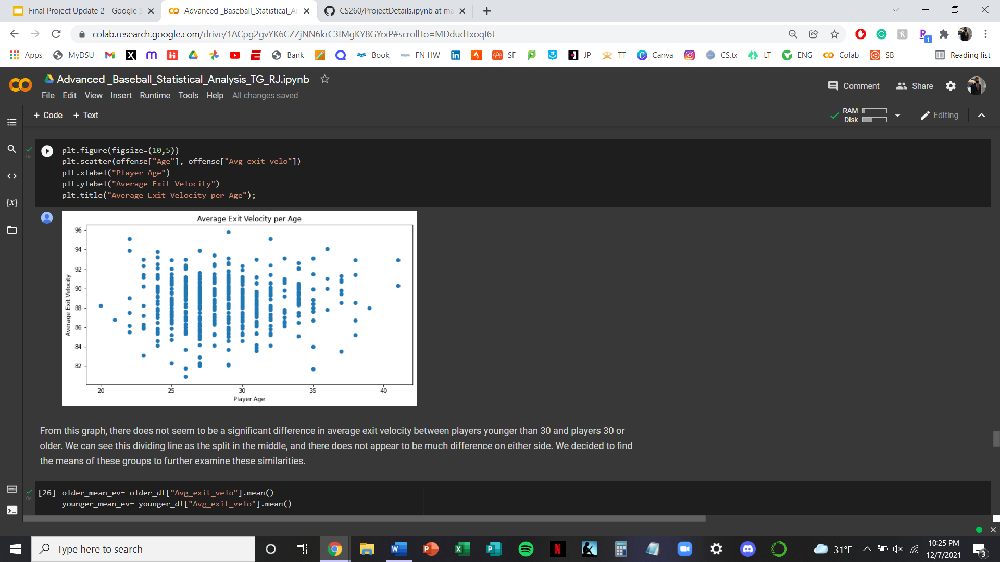 Final Project Update 2 - Google S
Advanced _Baseball_Statistical_A
CS260/ProjectDetails.ipynb at ma
colab.research.google.com/drive/1ACpg2gvYK6CZZjNN6krC3IMgKY8GYrxP#scrollTo=MDdudTxoqI6J
Apps MyDSU Bank Book FN HW SF JP TT Canva CS.tx LT ENG Colab SB Reading list
Advanced _Baseball_Statistical_Analysis_TG_RJ.ipynb
Comment Share
File Edit View Insert Runtime Tools Help All changes saved
+ Code + Text
RAM
Disk
Editing
0s
plt.figure(figsize=(10,5))
plt.scatter(offense["Age"], offense["Avg_exit_velo"])
plt.xlabel("Player Age")
plt.ylabel("Average Exit Velocity")
plt.title("Average Exit Velocity per Age");
Average Exit Velocity per Age
96
94
92
90
88
86
84
82
Average Exit Velocity
20 25 30 35 40
Player Age
From this graph, there does not seem to be a significant difference in average exit velocity between players younger than 30 and players 30 or
older. We can see this dividing line as the split in the middle, and there does not appear to be much difference on either side. We decided to find
the means of these groups to further examine these similarities.
[26] older_mean_ev= older_df["Avg_exit_velo"].mean()
0s
younger_mean_ev= younger_df["Avg_exit_velo"].mean()
Type here to search
31°F
10:25 PM
12/7/2021
3